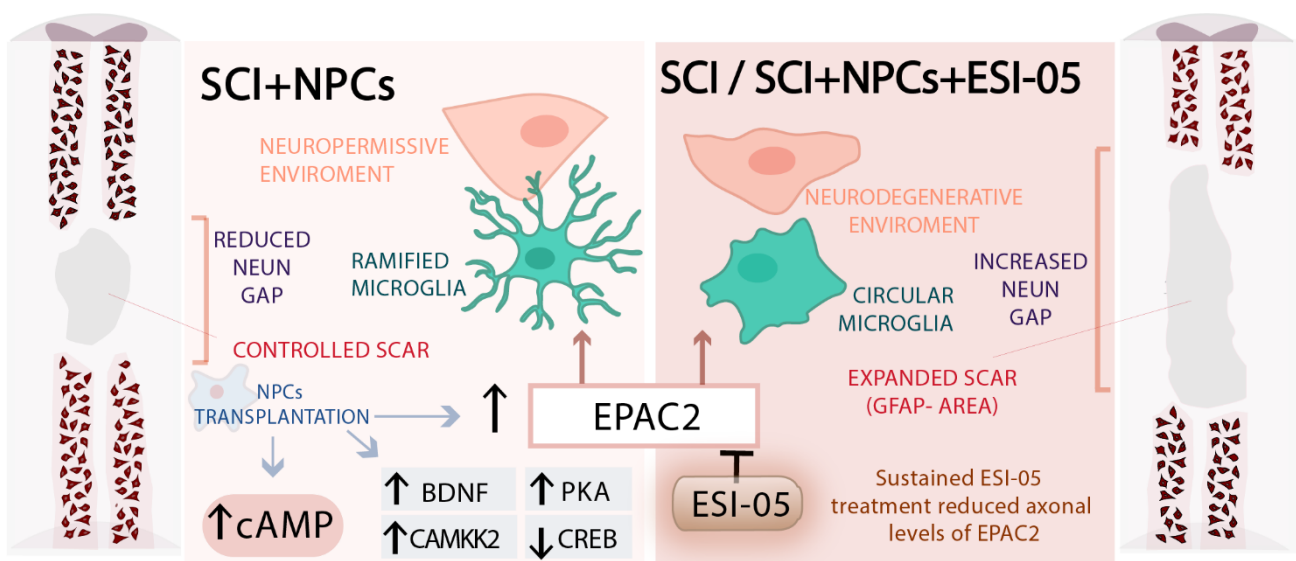 SCI+NPCs
NEUROPERMISSIVE
ENVIROMENT
REDUCED
NEUN
GAP
RAMIFIED
MICROGLIA
CONTROLLED SCAR
NPCs
TRANSPLANTATION
↑cAMP
↑ BDNF
↑ PKA
↑CAMKK2
↓ CREB
↑ EPAC2
SCI / SCI+NPCs+ESI-05
NEURODEGENERATIVE
ENVIROMENT
CIRCULAR
MICROGLIA
INCREASED
NEUN
GAP
EXPANDED SCAR
(GFAP- AREA)
ESI-05
Sustained ESI-05
treatment reduced axonal
levels of EPAC2